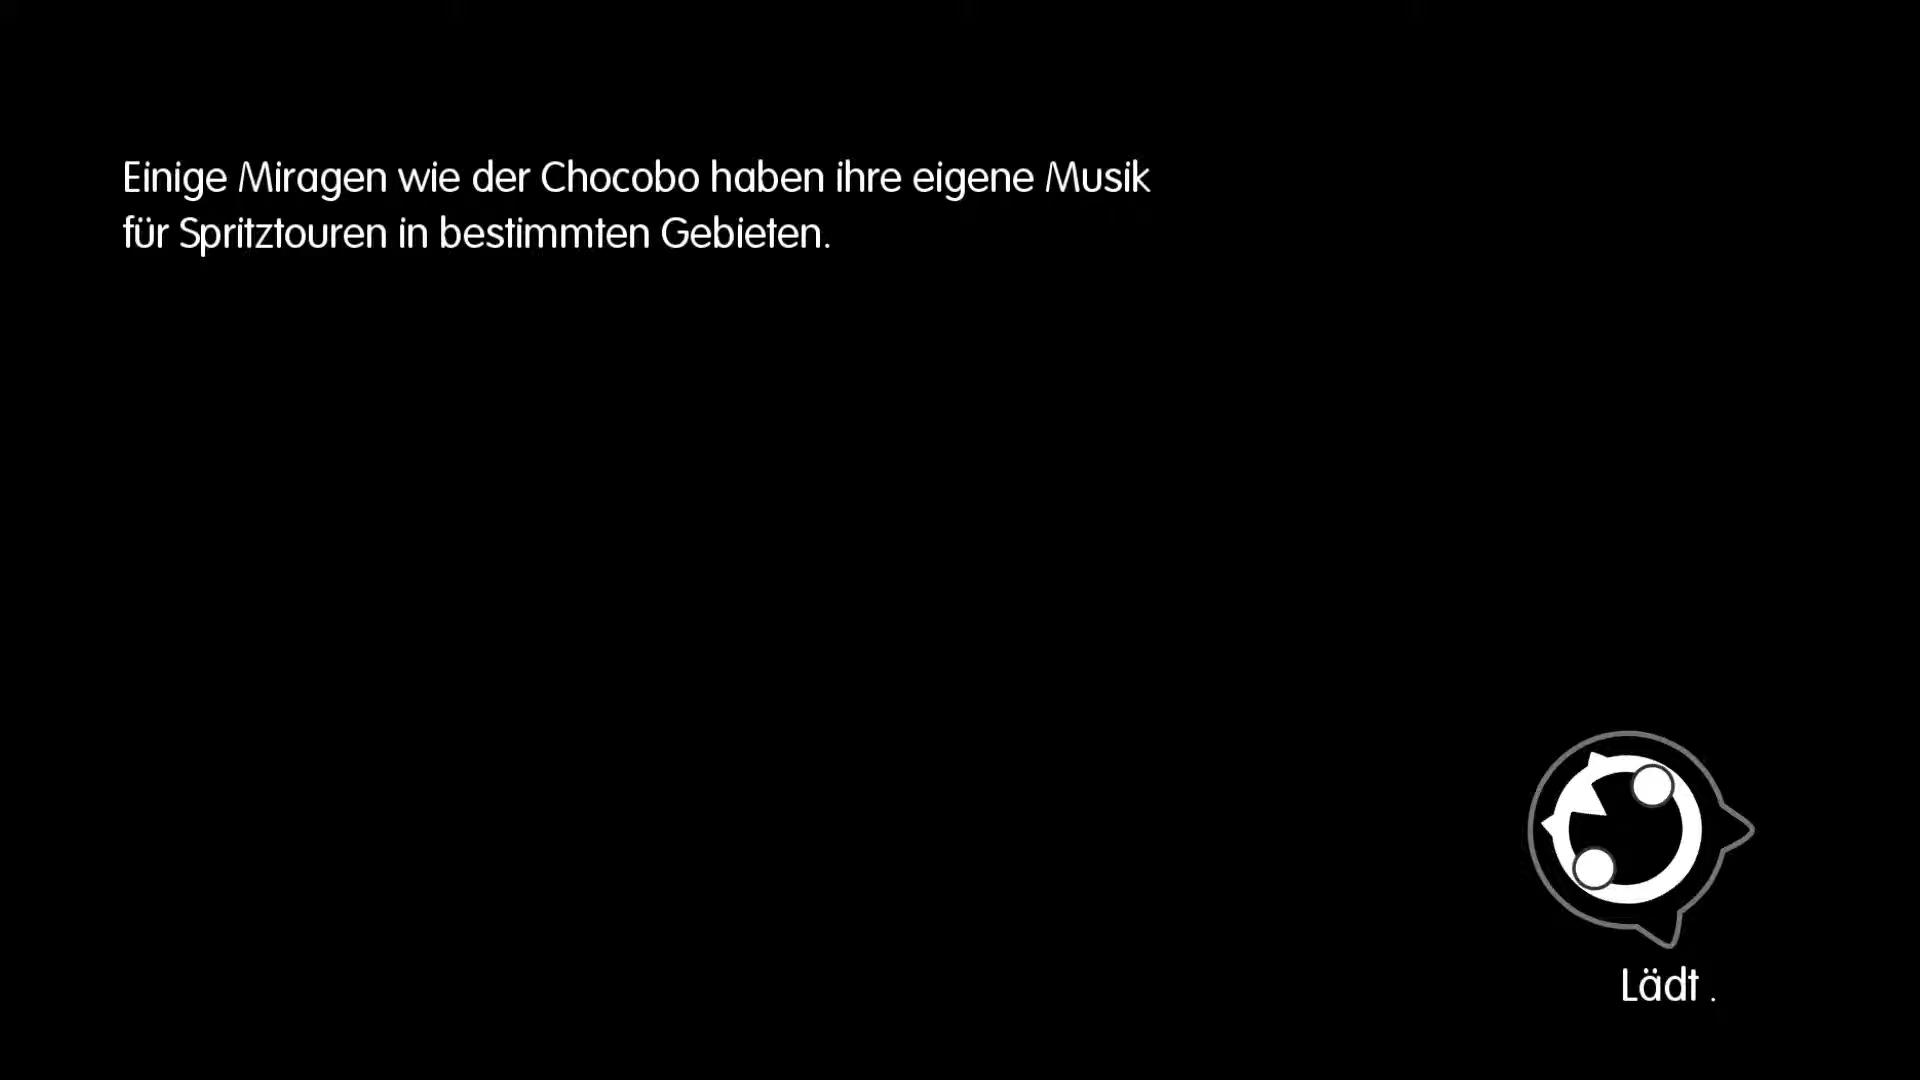 Einige Miragen wie der Chocobo haben ihre eigene Musik
für Spritztouren in bestimmten Gebieten.
Lädt .